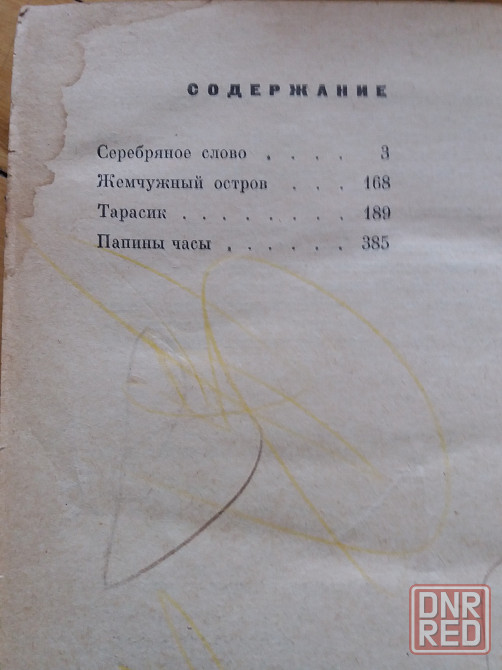 СОДЕРЖАНИЕ
Серебряное слово . . . . 3
Жемчужный остров . . . 168
Тарасик . . . . . . . . 189
Папины часы . . . . . . 385
DNR
RED